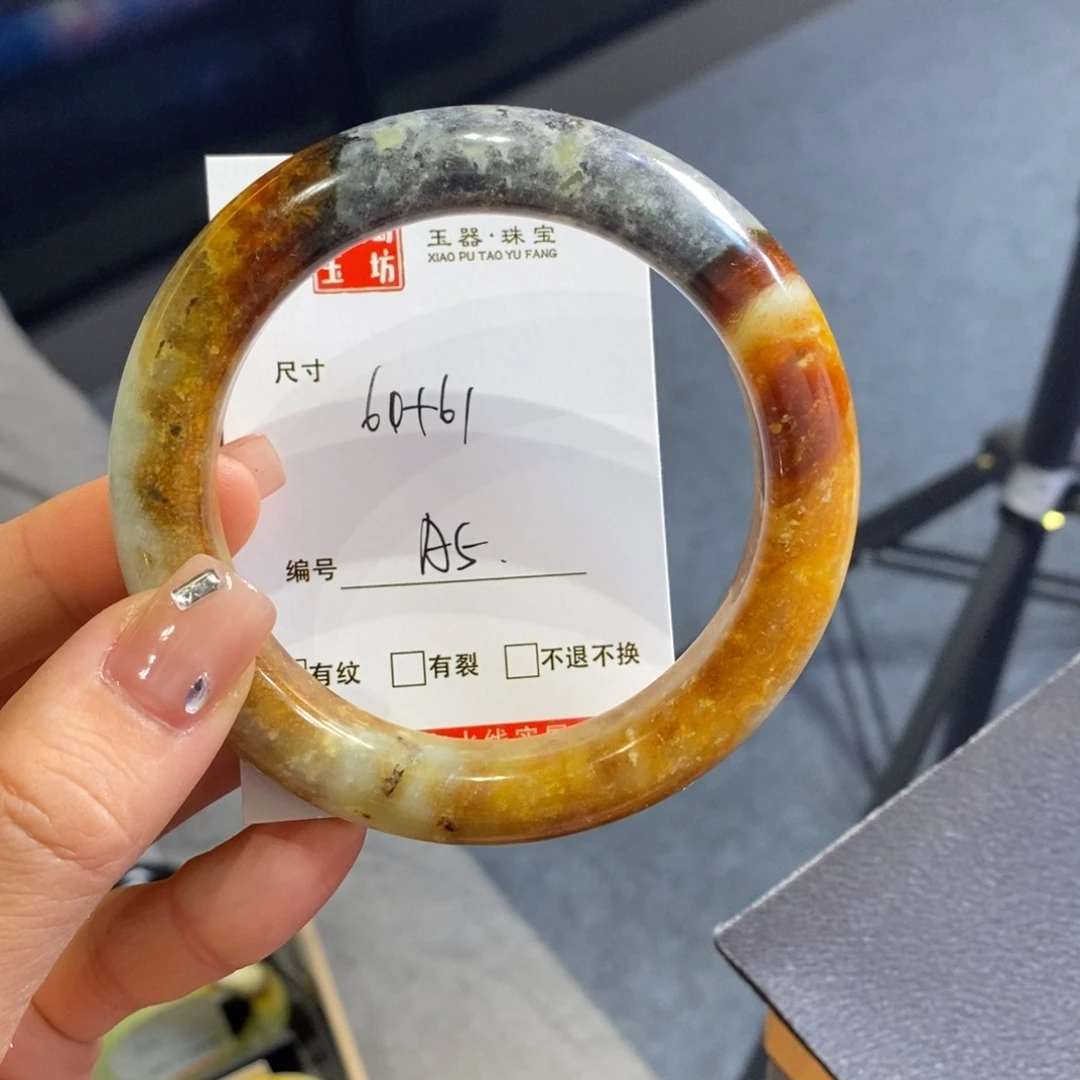 玉器·珠宝
玉坊
XIAO PU TAO YU FANG
尺寸 60+61
编号 A5.
有纹 有裂 不退不换